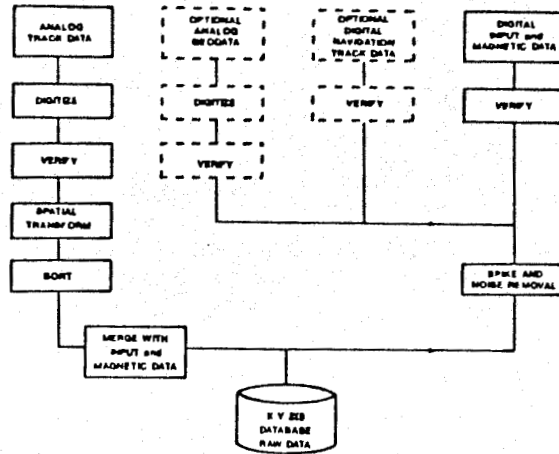 ANALOG
TRACK DATA
OPTIONAL
ANALOG
GEODATA
OPTIONAL
DIGITAL
NAVIGATION
TRACK DATA
DIGITAL
INPUT and
MAGNETIC DATA
DIGITIZE
DIGITIZE
VERIFY
VERIFY
VERIFY
VERIFY
SPATIAL
TRANSFORM
SORT
SPIKE AND
NOISE REMOVAL
MERGE WITH
INPUT and
MAGNETIC DATA
X Y
DATABASE
RAW DATA